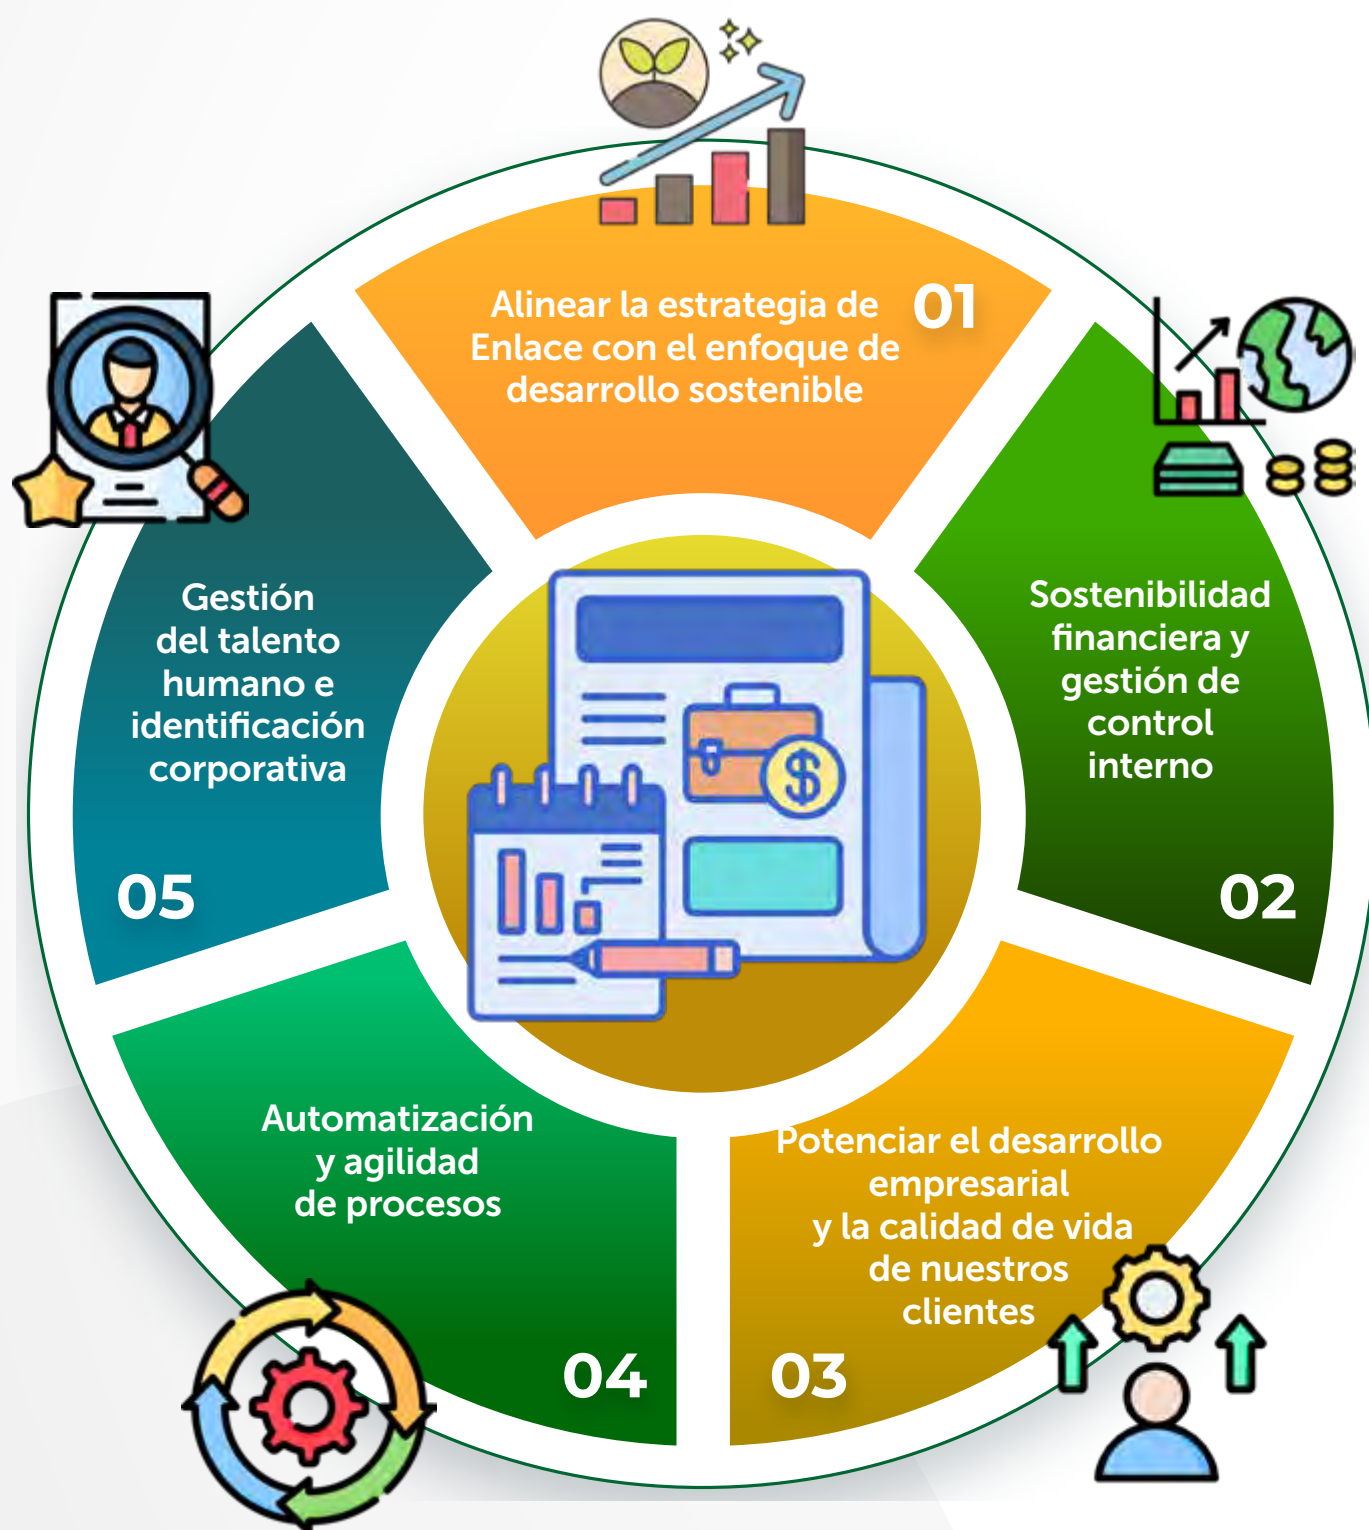 Alinear la estrategia de
Enlace con el enfoque de
desarrollo sostenible
01
Sostenibilidad
financiera y
gestión de
control
interno
02
Potenciar el desarrollo
empresarial
y la calidad de vida
de nuestros
clientes
03
Automatización
y agilidad
de procesos
04
Gestión
del talento
humano e
identificación
corporativa
05
$